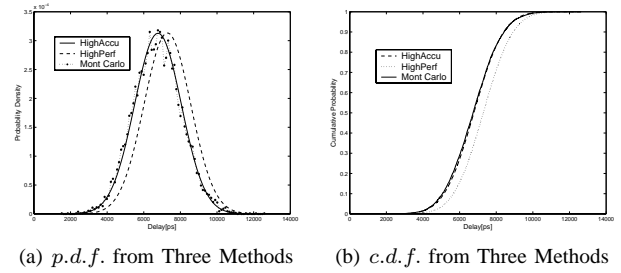 x 10⁻⁴
3.5
3
2.5
2
1.5
1
0.5
0
Probability Density
HighAccu
HighPerf
Mont Carlo
0 2000 4000 6000 8000 10000 12000 14000
Delay[ps]
(a) p.d.f. from Three Methods
1
0.9
0.8
0.7
0.6
0.5
0.4
0.3
0.2
0.1
0
Cumulative Probability
HighAccu
HighPerf
Mont Carlo
0 2000 4000 6000 8000 10000 12000 14000
Delay[ps]
(b) c.d.f. from Three Methods